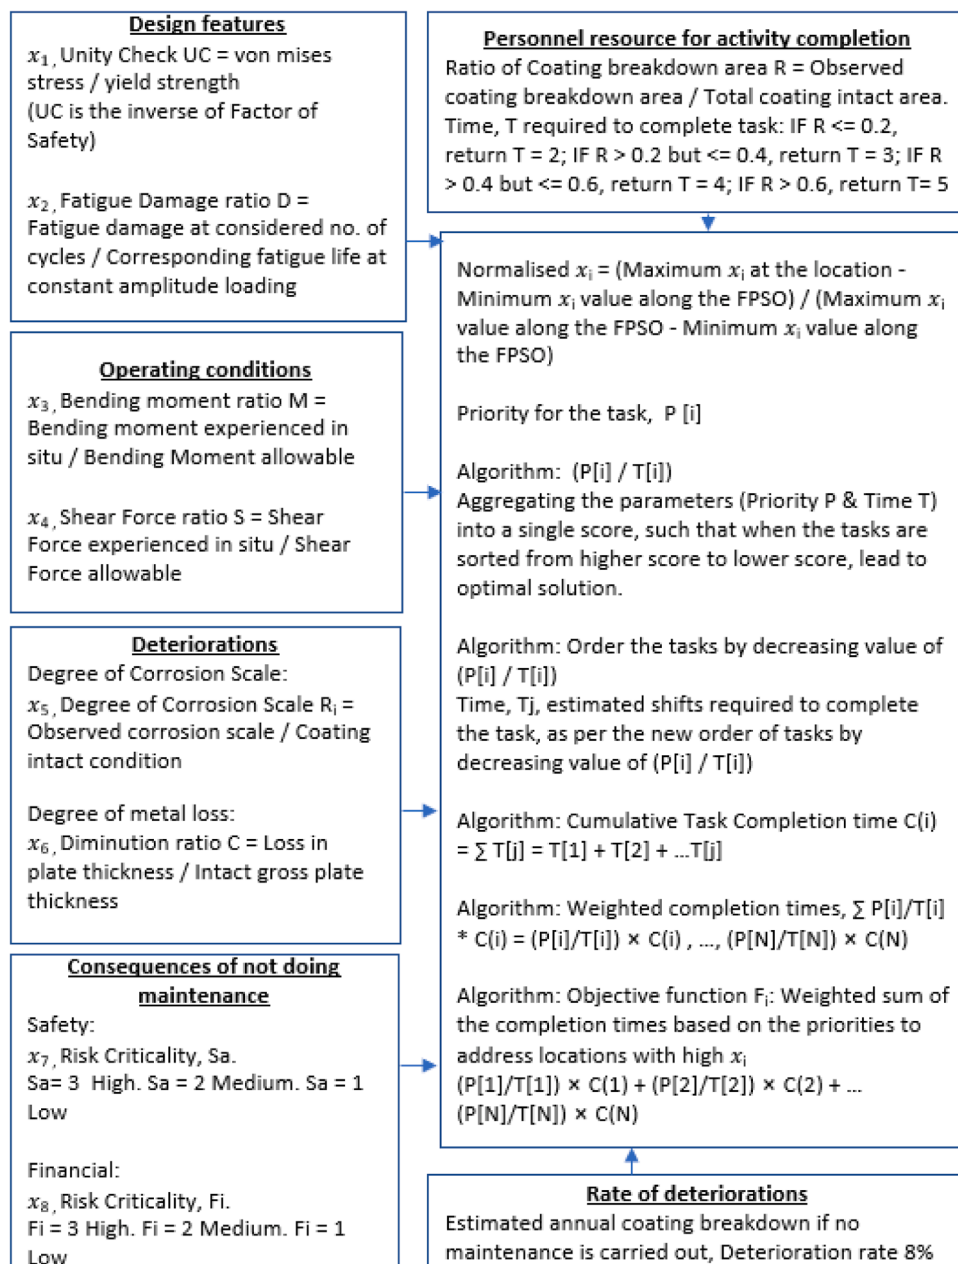 Design features
x1, Unity Check UC = von mises
stress / yield strength
(UC is the inverse of Factor of
Safety)
x2, Fatigue Damage ratio D =
Fatigue damage at considered no. of
cycles / Corresponding fatigue life at
constant amplitude loading
Operating conditions
x3, Bending moment ratio M =
Bending moment experienced in
situ / Bending Moment allowable
x4, Shear Force ratio S = Shear
Force experienced in situ / Shear
Force allowable
Deteriorations
Degree of Corrosion Scale:
x5, Degree of Corrosion Scale Ri =
Observed corrosion scale / Coating
intact condition
Degree of metal loss:
x6, Diminution ratio C = Loss in
plate thickness / Intact gross plate
thickness
Consequences of not doing
maintenance
Safety:
x7, Risk Criticality, Sa.
Sa= 3 High. Sa = 2 Medium. Sa = 1
Low
Financial:
x8, Risk Criticality, Fi.
Fi = 3 High. Fi = 2 Medium. Fi = 1
Low
Personnel resource for activity completion
Ratio of Coating breakdown area R = Observed
coating breakdown area / Total coating intact area.
Time, T required to complete task: IF R <= 0.2,
return T = 2; IF R > 0.2 but <= 0.4, return T = 3; IF R
> 0.4 but <= 0.6, return T = 4; IF R > 0.6, return T= 5
Normalised xi = (Maximum xi at the location -
Minimum xi value along the FPSO) / (Maximum xi
value along the FPSO - Minimum xi value along
the FPSO)
Priority for the task, P [i]
Algorithm: (P[i] / T[i])
Aggregating the parameters (Priority P & Time T)
into a single score, such that when the tasks are
sorted from higher score to lower score, lead to
optimal solution.
Algorithm: Order the tasks by decreasing value of
(P[i] / T[i])
Time, Tj, estimated shifts required to complete
the task, as per the new order of tasks by
decreasing value of (P[i] / T[i])
Algorithm: Cumulative Task Completion time C(i)
= ∑ T[j] = T[1] + T[2] + ...T[j]
Algorithm: Weighted completion times, ∑ P[i]/T[i]
* C(i) = (P[i]/T[i]) × C(i) , ..., (P[N]/T[N]) × C(N)
Algorithm: Objective function Fi: Weighted sum of
the completion times based on the priorities to
address locations with high xi
(P[1]/T[1]) × C(1) + (P[2]/T[2]) × C(2) + ...
(P[N]/T[N]) × C(N)
Rate of deteriorations
Estimated annual coating breakdown if no
maintenance is carried out, Deterioration rate 8%